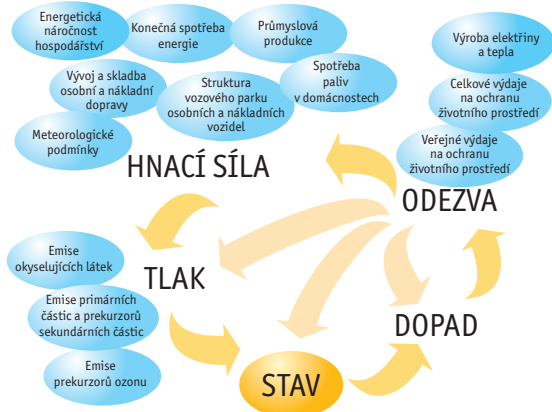 Energetická
náročnost
hospodářství
Konečná spotřeba
energie
Průmyslová
produkce
Výroba elektřiny
a tepla
Vývoj a skladba
osobní a nákladní
dopravy
Struktura
vozového parku
osobních a nákladních
vozidel
Spotřeba
paliv
v domácnostech
Celkové výdaje
na ochranu
životního prostředí
Meteorologické
podmínky
Veřejné výdaje
na ochranu
životního prostředí
HNACÍ SÍLA
ODEZVA
Emise
okyselujících látek
TLAK
Emise primárních
částic a prekurzorů
sekundárních částic
DOPAD
Emise
prekurzorů ozonu
STAV